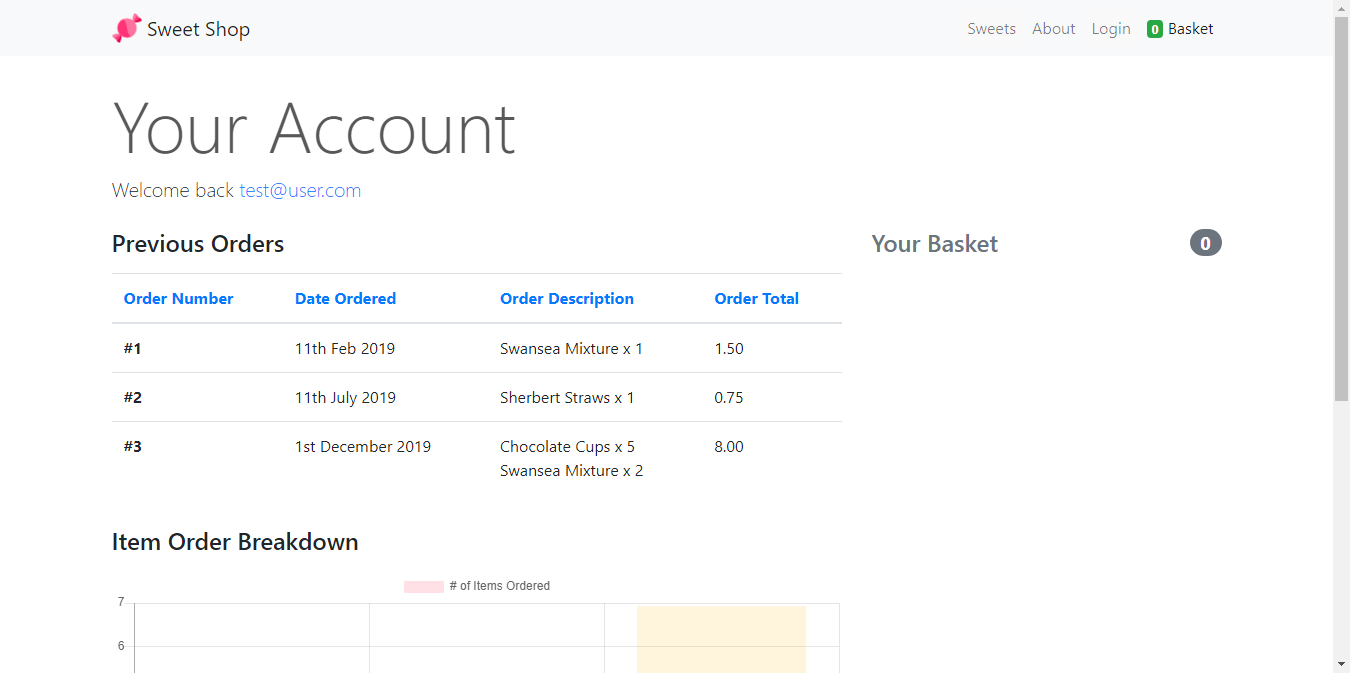 Sweet Shop
Sweets About Login 0 Basket
Your Account
Welcome back test@user.com
Previous Orders
Order Number Date Ordered Order Description Order Total
#1 11th Feb 2019 Swansea Mixture x 1 1.50
#2 11th July 2019 Sherbert Straws x 1 0.75
#3 1st December 2019 Chocolate Cups x 5 8.00
Swansea Mixture x 2
Your Basket 0
Item Order Breakdown
# of Items Ordered
7
6